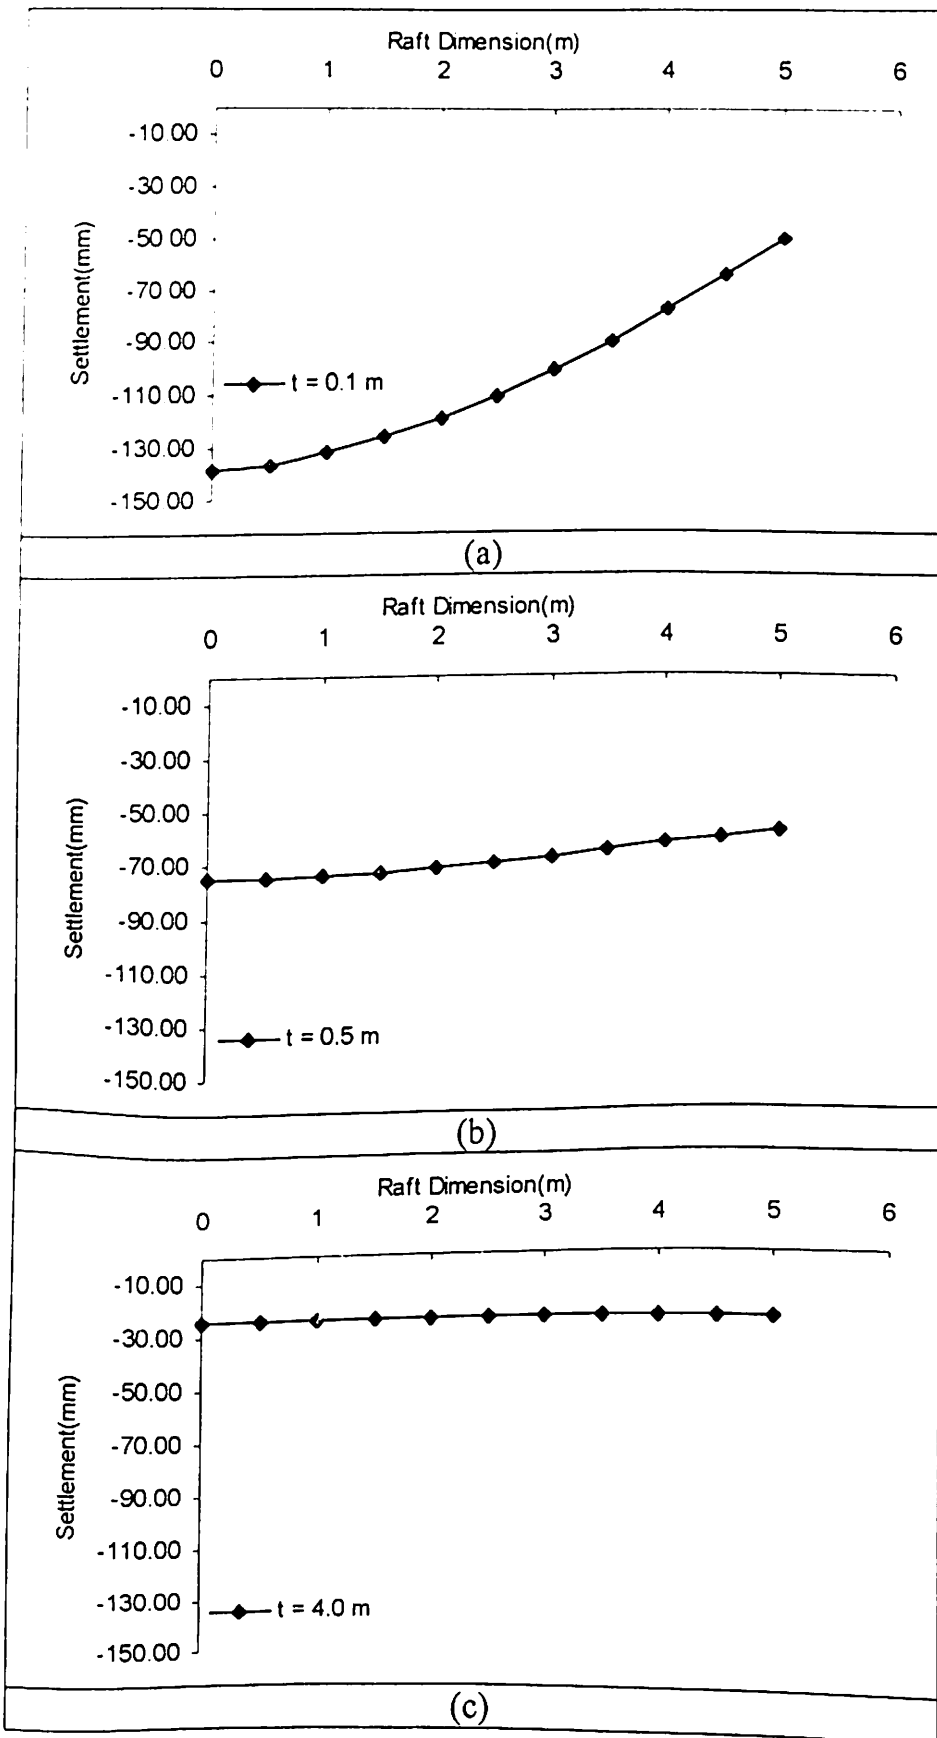 Raft Dimension(m)
0 1 2 3 4 5 6
-10 00
-30 00
-50 00
-70 00
-90.00
-110 00
-130.00
-150 00
Settlement(mm)
t = 0.1 m
(a)
Raft Dimension(m)
0 1 2 3 4 5 6
-10.00
-30.00
-50.00
-70.00
-90.00
-110.00
-130.00
-150.00
Settlement(mm)
t = 0.5 m
(b)
Raft Dimension(m)
0 1 2 3 4 5 6
-10.00
-30.00
-50.00
-70.00
-90.00
-110.00
-130.00
-150.00
Settlement(mm)
t = 4.0 m
(c)